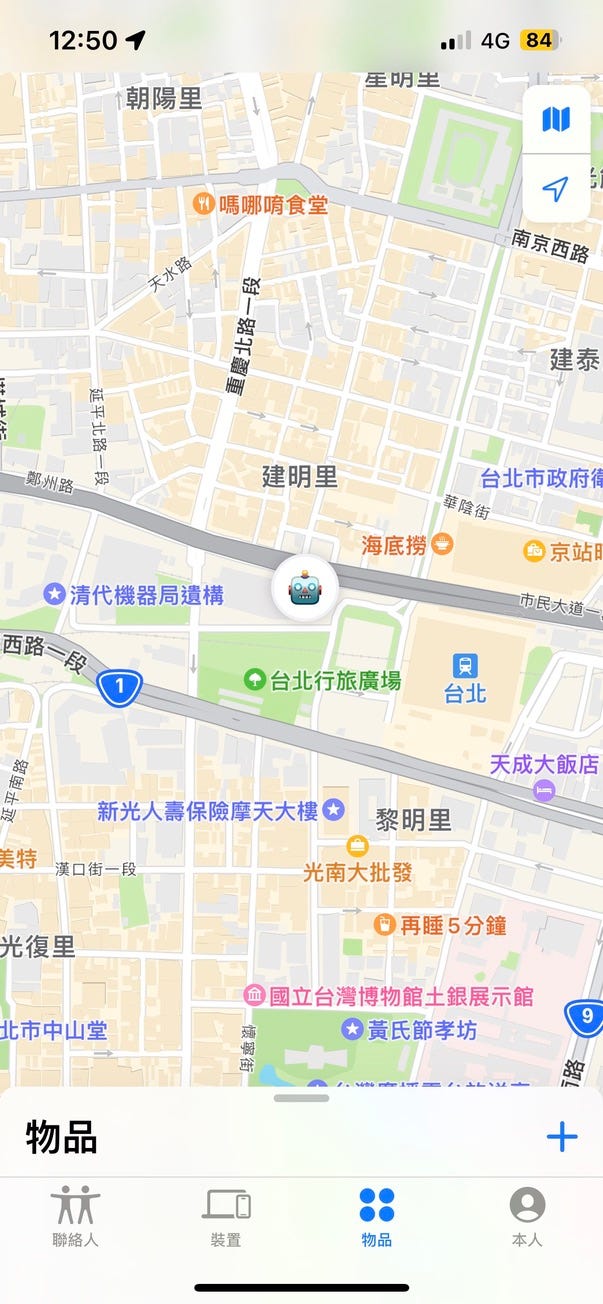 12:50
4G
84
星明里
朝陽里
嗎哪唷食堂
南京西路
天水路
重慶北路一段
建泰
延平北路一段
建明里
鄭州路
台北市政府衛
華陰街
海底撈
京站時
清代機器局遺構
市民大道一
西路一段
1
台北行旅廣場
台北
天成大飯店
延平南路
新光人壽保險摩天大樓
黎明里
美特
漢口街一段
光南大批發
再睡5分鐘
光復里
國立台灣博物館土銀展示館
9
北市中山堂
黃氏節孝坊
懷寧街
物品
聯絡人
裝置
物品
本人